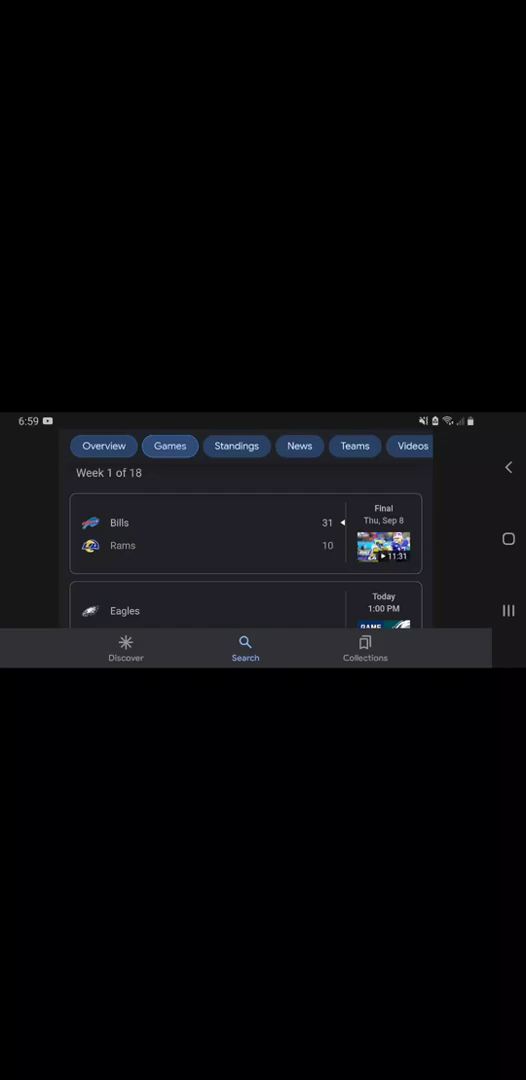 6:59
Overview Games Standings News Teams Videos
Week 1 of 18
Final
Thu, Sep 8
Bills 31
Rams 10
11:31
Today
1:00 PM
Eagles
GAME
Discover Search Collections